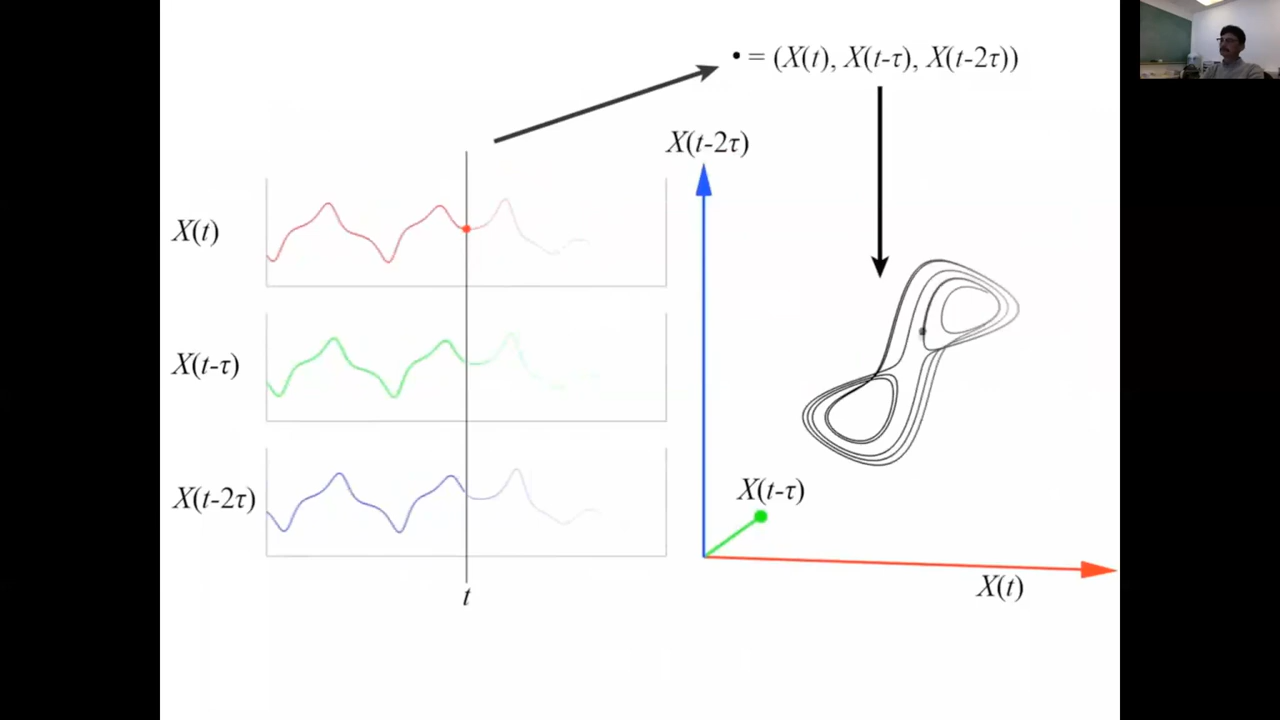 • = (X(t), X(t-τ), X(t-2τ))
X(t-2τ)
X(t)
X(t-τ)
X(t-2τ)
t
X(t-τ)
X(t)